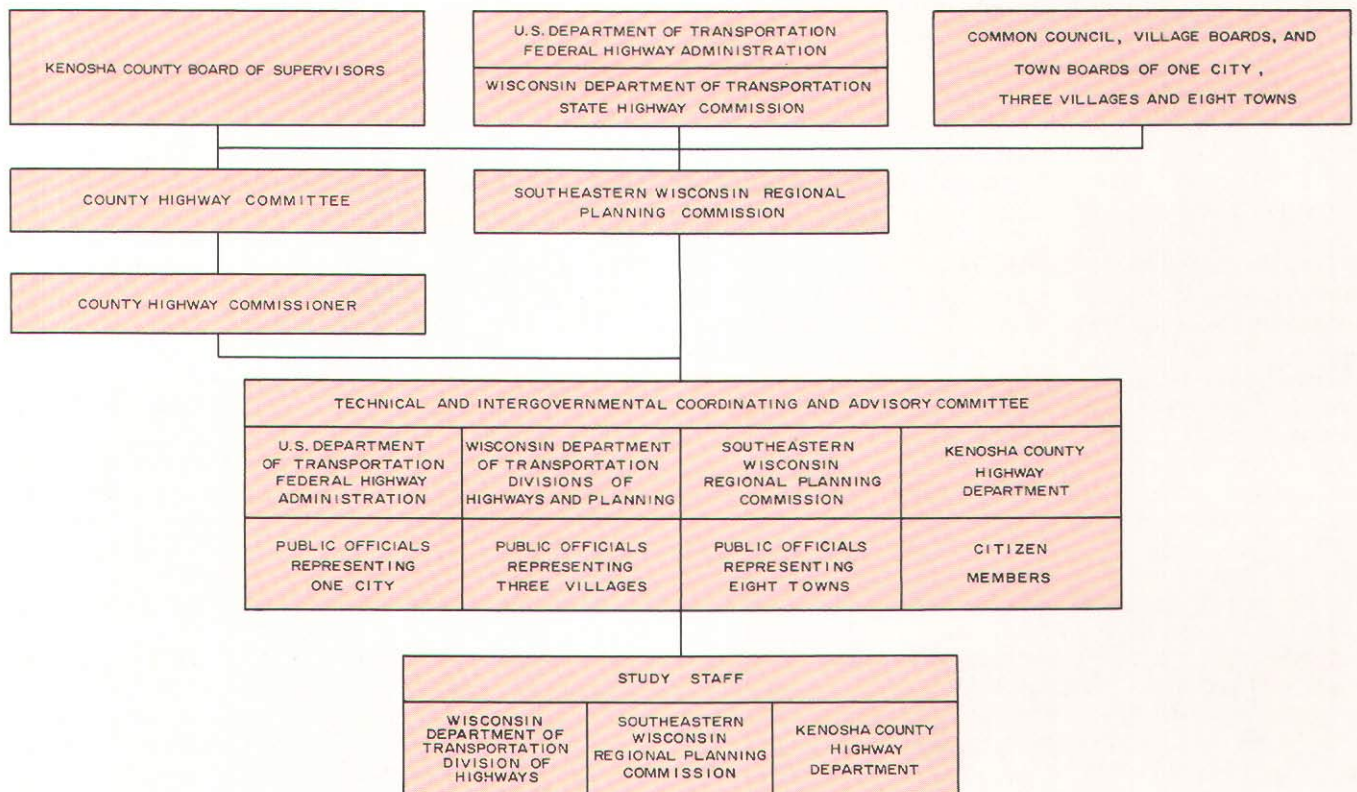 KENOSHA COUNTY BOARD OF SUPERVISORS
U.S. DEPARTMENT OF TRANSPORTATION
FEDERAL HIGHWAY ADMINISTRATION
WISCONSIN DEPARTMENT OF TRANSPORTATION
STATE HIGHWAY COMMISSION
COMMON COUNCIL, VILLAGE BOARDS, AND
TOWN BOARDS OF ONE CITY,
THREE VILLAGES AND EIGHT TOWNS
COUNTY HIGHWAY COMMITTEE
SOUTHEASTERN WISCONSIN REGIONAL
PLANNING COMMISSION
COUNTY HIGHWAY COMMISSIONER
TECHNICAL AND INTERGOVERNMENTAL COORDINATING AND ADVISORY COMMITTEE
U.S. DEPARTMENT
OF TRANSPORTATION
FEDERAL HIGHWAY
ADMINISTRATION
WISCONSIN DEPARTMENT
OF TRANSPORTATION
DIVISIONS OF
HIGHWAYS AND PLANNING
SOUTHEASTERN
WISCONSIN
REGIONAL PLANNING
COMMISSION
KENOSHA COUNTY
HIGHWAY
DEPARTMENT
PUBLIC OFFICIALS
REPRESENTING
ONE CITY
PUBLIC OFFICIALS
REPRESENTING
THREE VILLAGES
PUBLIC OFFICIALS
REPRESENTING
EIGHT TOWNS
CITIZEN
MEMBERS
STUDY STAFF
WISCONSIN
DEPARTMENT OF
TRANSPORTATION
DIVISION OF
HIGHWAYS
SOUTHEASTERN
WISCONSIN
REGIONAL PLANNING
COMMISSION
KENOSHA COUNTY
HIGHWAY
DEPARTMENT